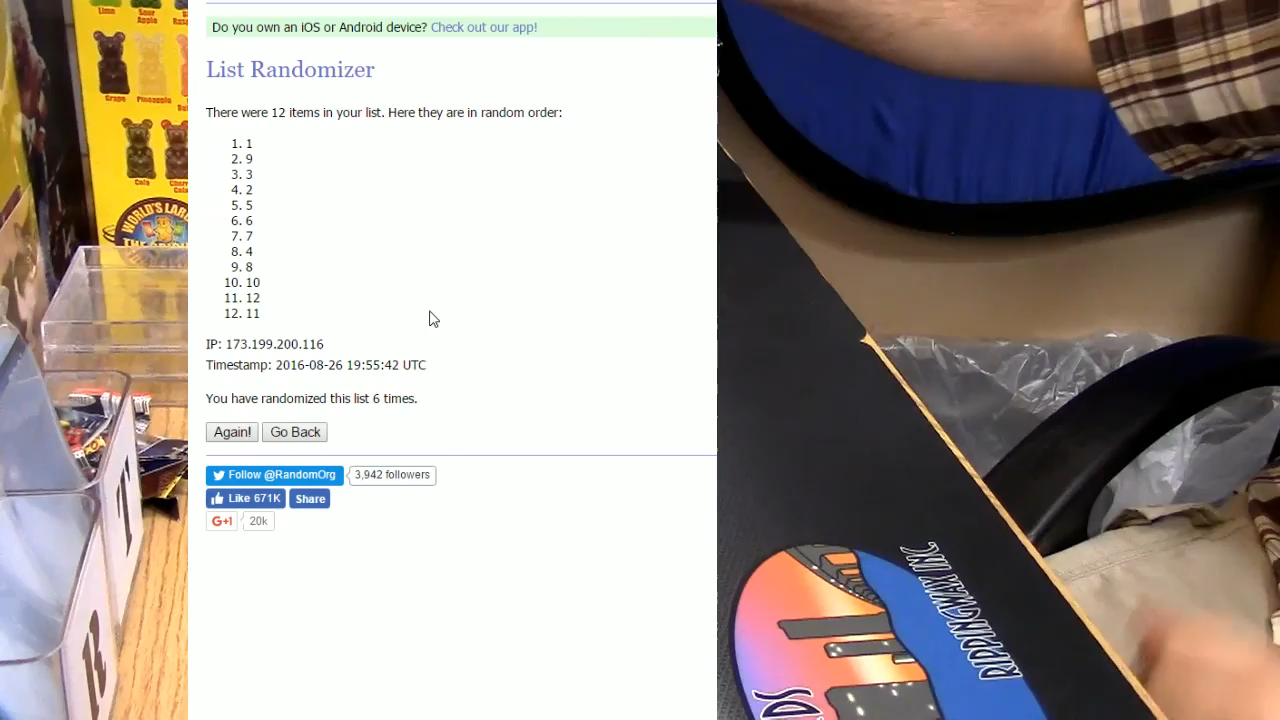 Lime
Sour
Apple
Grape
Pineapple
Cola
WORLD'S
Do you own an iOS or Android device? Check out our app!
List Randomizer
There were 12 items in your list. Here they are in random order:
1. 1
2. 9
3. 3
4. 2
5. 5
6. 6
7. 7
8. 4
9. 8
10. 10
11. 12
12. 11
IP: 173.199.200.116
Timestamp: 2016-08-26 19:55:42 UTC
You have randomized this list 6 times.
Again! Go Back
Follow @RandomOrg 3,942 followers
Like 671K Share
G+1 20k
RIPPINGWAX INC.